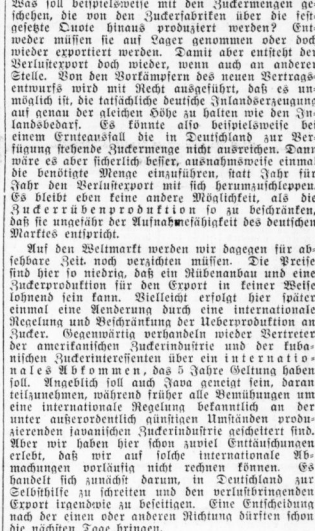 Was soll beispielsweise mit den Zuckermengen ge-
schehen, die von den Zuckerfabriken über die fest-
gesetzte Quote hinaus produziert werden? Ent-
weder müssen sie auf Lager genommen oder doch
wieder exportiert werden. Damit aber entsteht der
Verlustexport doch wieder, wenn auch an anderer
Stelle. Von den Vorkämpfern des neuen Vertrags-
entwurfs wird mit Recht ausgeführt, daß es un-
möglich ist, die tatsächliche deutsche Inlandserzeugung
auf genau der gleichen Höhe zu halten wie den In-
landsbedarf. Es könnte also beispielsweise bei
einem Ernteausfall die in Deutschland zur Ver-
fügung stehende Zuckermenge nicht ausreichen. Dann
wäre es aber sicherlich besser, ausnahmsweise einmal
die benötigte Menge einzuführen, statt Jahr für
Jahr den Verlustexport mit sich herumzuschleppen.
Es bleibt eben keine andere Möglichkeit, als die
Zuckerrübenproduktion so zu beschränken,
daß sie ungefähr der Aufnahmefähigkeit des deutschen
Marktes entspricht.
Auf den Weltmarkt werden wir dagegen für ab-
sehbare Zeit noch verzichten müssen. Die Preise
sind hier so niedrig, daß ein Rübenanbau und eine
Zuckerproduktion für den Export in keiner Weise
lohnend sein kann. Vielleicht erfolgt hier später
einmal eine Aenderung durch eine internationale
Regelung und Beschränkung der Ueberproduktion an
Zucker. Gegenwärtig verhandeln wieder Vertreter
der amerikanischen Zuckerindustrie und der kuba-
nischen Zuckerinteressenten über ein internatio-
nales Abkommen, das 5 Jahre Geltung haben
soll. Angeblich soll auch Java geneigt sein, daran
teilzunehmen, während früher alle Bemühungen um
eine internationale Regelung bekanntlich an der
unter außerordentlich günstigen Umständen produ-
zierenden javanischen Zuckerindustrie gescheitert sind.
Aber wir haben hier schon zuviel Enttäuschungen
erlebt, daß wir auf solche internationale Ab-
machungen vorläufig nicht rechnen können. Es
handelt sich zunächst darum, in Deutschland zur
Selbsthilfe zu schreiten und den verlustbringenden
Export irgendwie zu beseitigen. Eine Entscheidung
nach der einen oder anderen Richtung dürften schon
die nächsten Tage bringen.